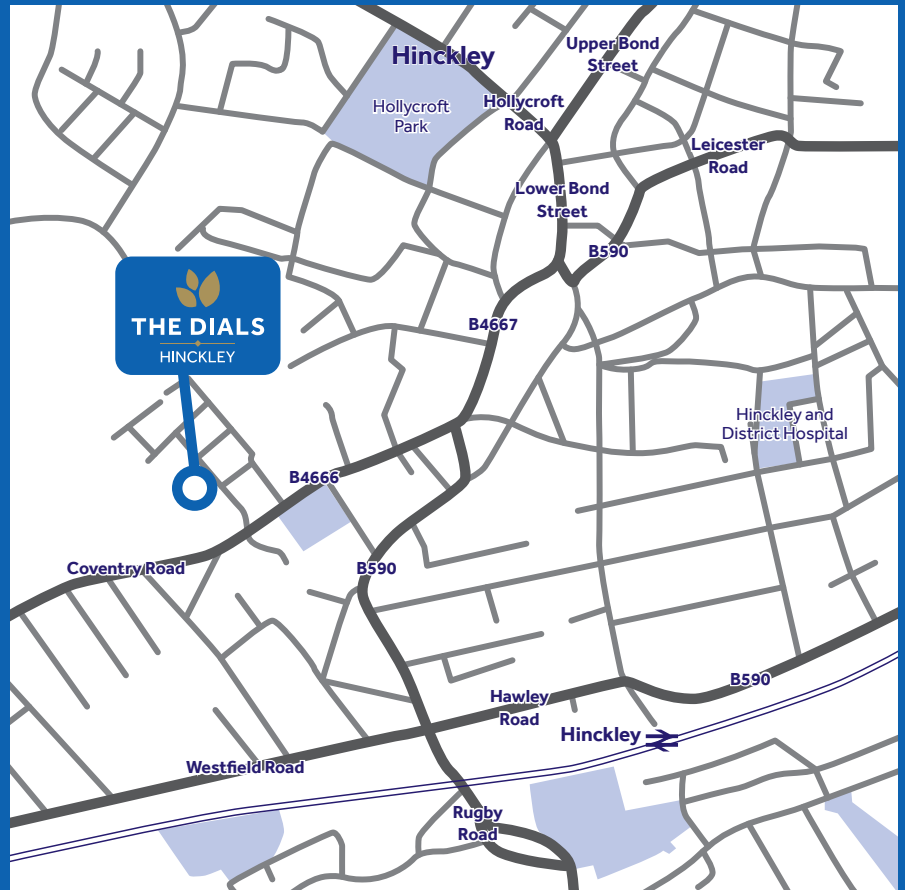 Hinckley
Upper Bond
Street
Hollycroft
Park
Hollycroft
Road
Leicester
Road
Lower Bond
Street
B590
THE DIALS
HINCKLEY
B4667
Hinckley and
District Hospital
B4666
Coventry Road
B590
B590
Hawley
Road
Hinckley
Westfield Road
Rugby
Road